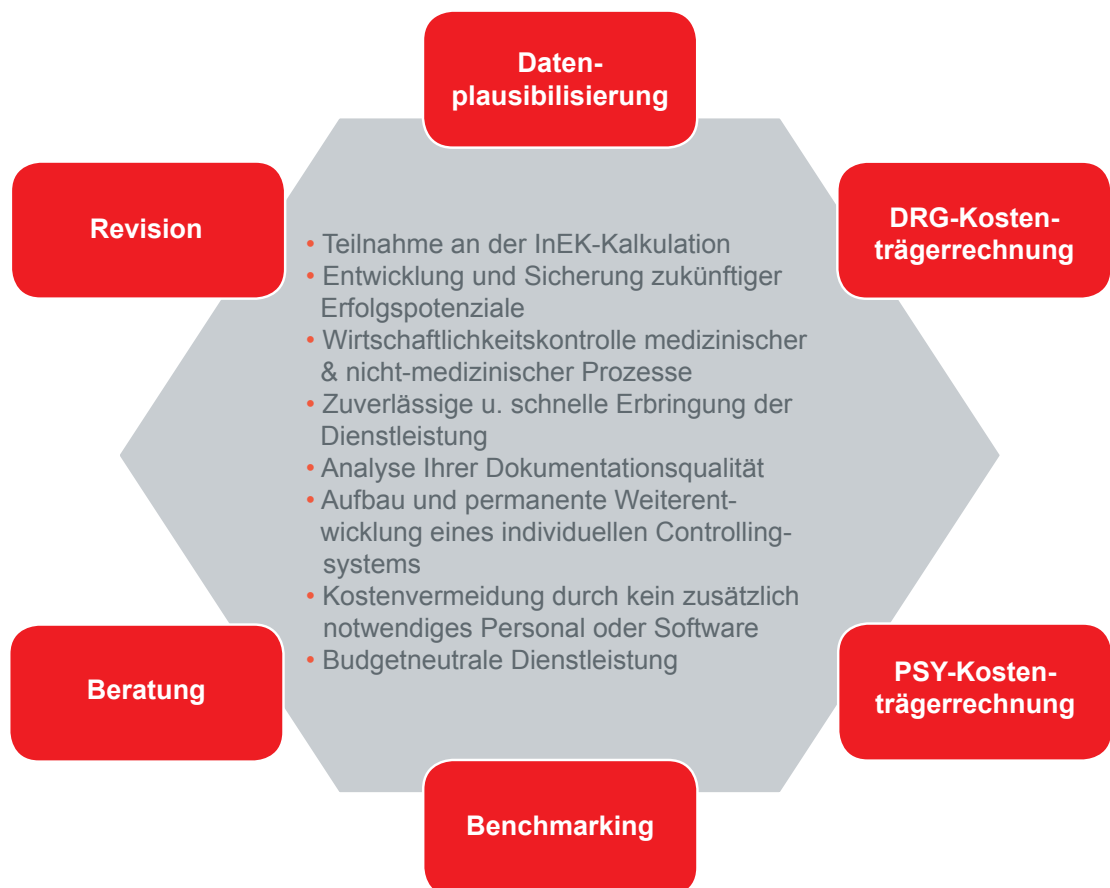 Daten-
plausibilisierung
Revision
DRG-Kosten-
trägerrechnung
• Teilnahme an der InEK-Kalkulation
• Entwicklung und Sicherung zukünftiger
Erfolgspotenziale
• Wirtschaftlichkeitskontrolle medizinischer
& nicht-medizinischer Prozesse
• Zuverlässige u. schnelle Erbringung der
Dienstleistung
• Analyse Ihrer Dokumentationsqualität
• Aufbau und permanente Weiterent-
wicklung eines individuellen Controlling-
systems
• Kostenvermeidung durch kein zusätzlich
notwendiges Personal oder Software
• Budgetneutrale Dienstleistung
Beratung
PSY-Kosten-
trägerrechnung
Benchmarking